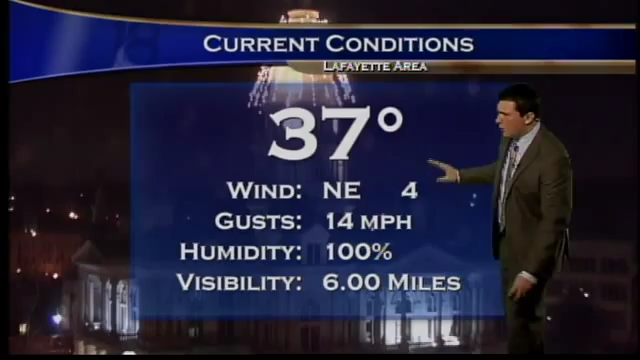 CURRENT CONDITIONS
LAFAYETTE AREA
37°
WIND: NE 4
GUSTS: 14 MPH
HUMIDITY: 100%
VISIBILITY: 6.00 MILES